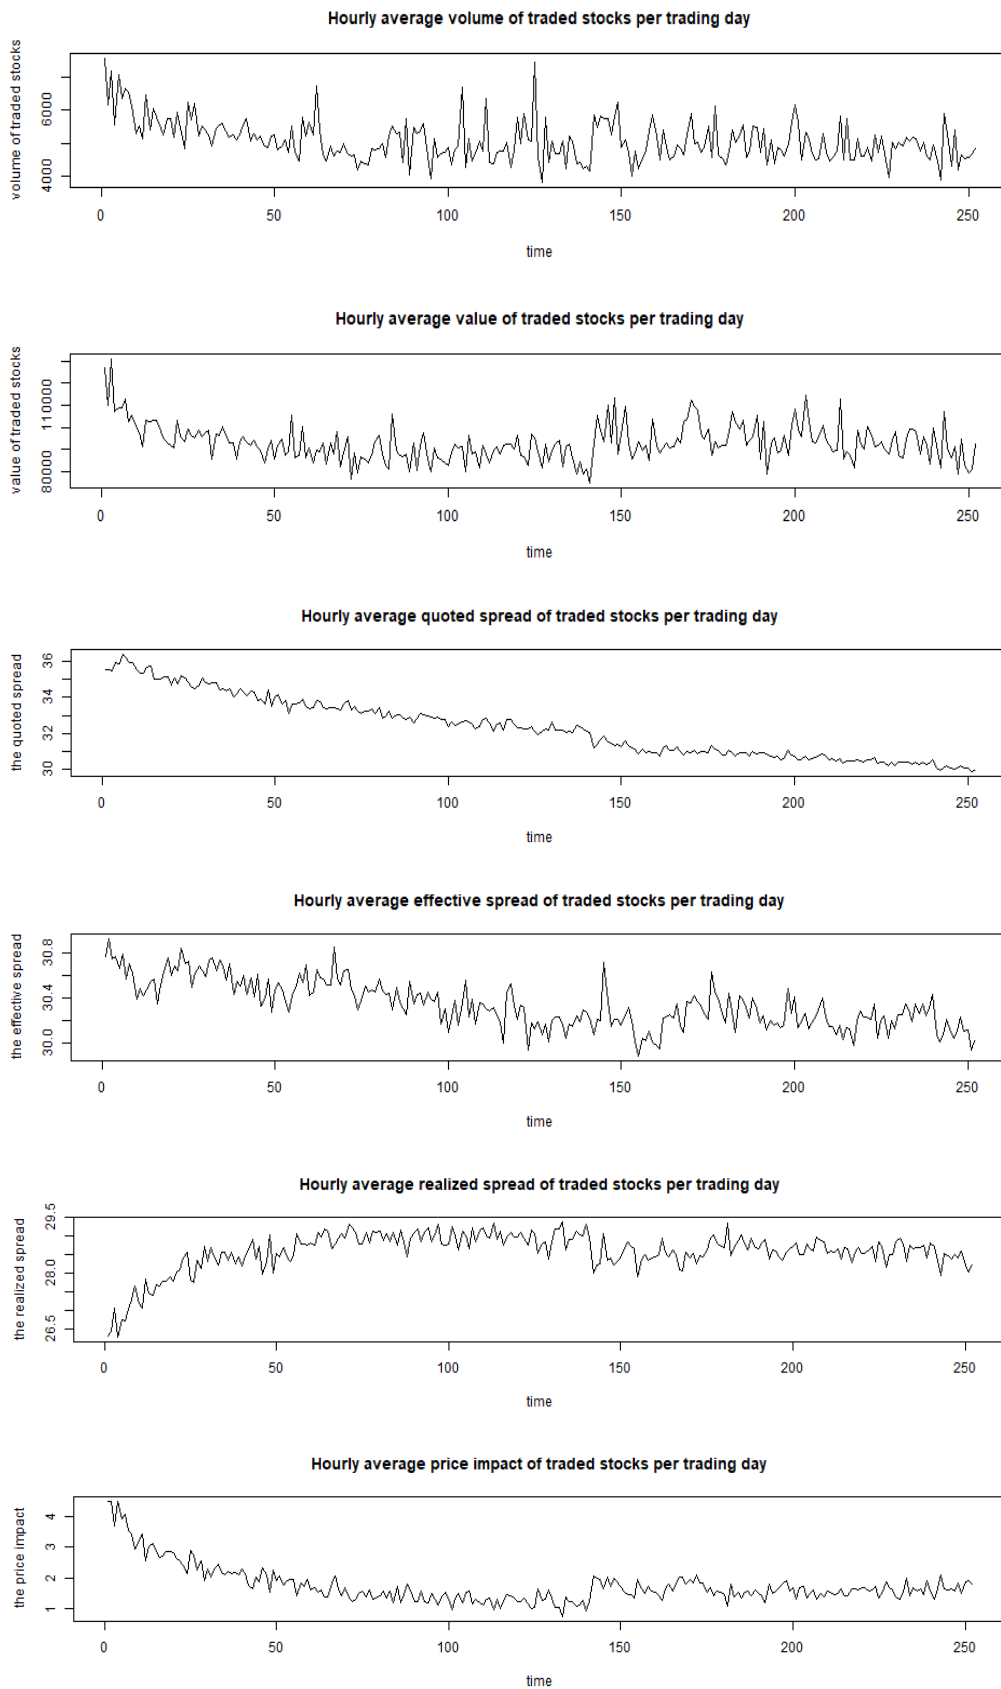 Hourly average volume of traded stocks per trading day
volume of traded stocks
6000
4000
0 50 100 150 200 250
time
Hourly average value of traded stocks per trading day
value of traded stocks
110000
80000
0 50 100 150 200 250
time
Hourly average quoted spread of traded stocks per trading day
the quoted spread
36
34
32
30
0 50 100 150 200 250
time
Hourly average effective spread of traded stocks per trading day
the effective spread
30.8
30.4
30.0
0 50 100 150 200 250
time
Hourly average realized spread of traded stocks per trading day
the realized spread
29.5
28.0
26.5
0 50 100 150 200 250
time
Hourly average price impact of traded stocks per trading day
the price impact
4
3
2
1
0 50 100 150 200 250
time